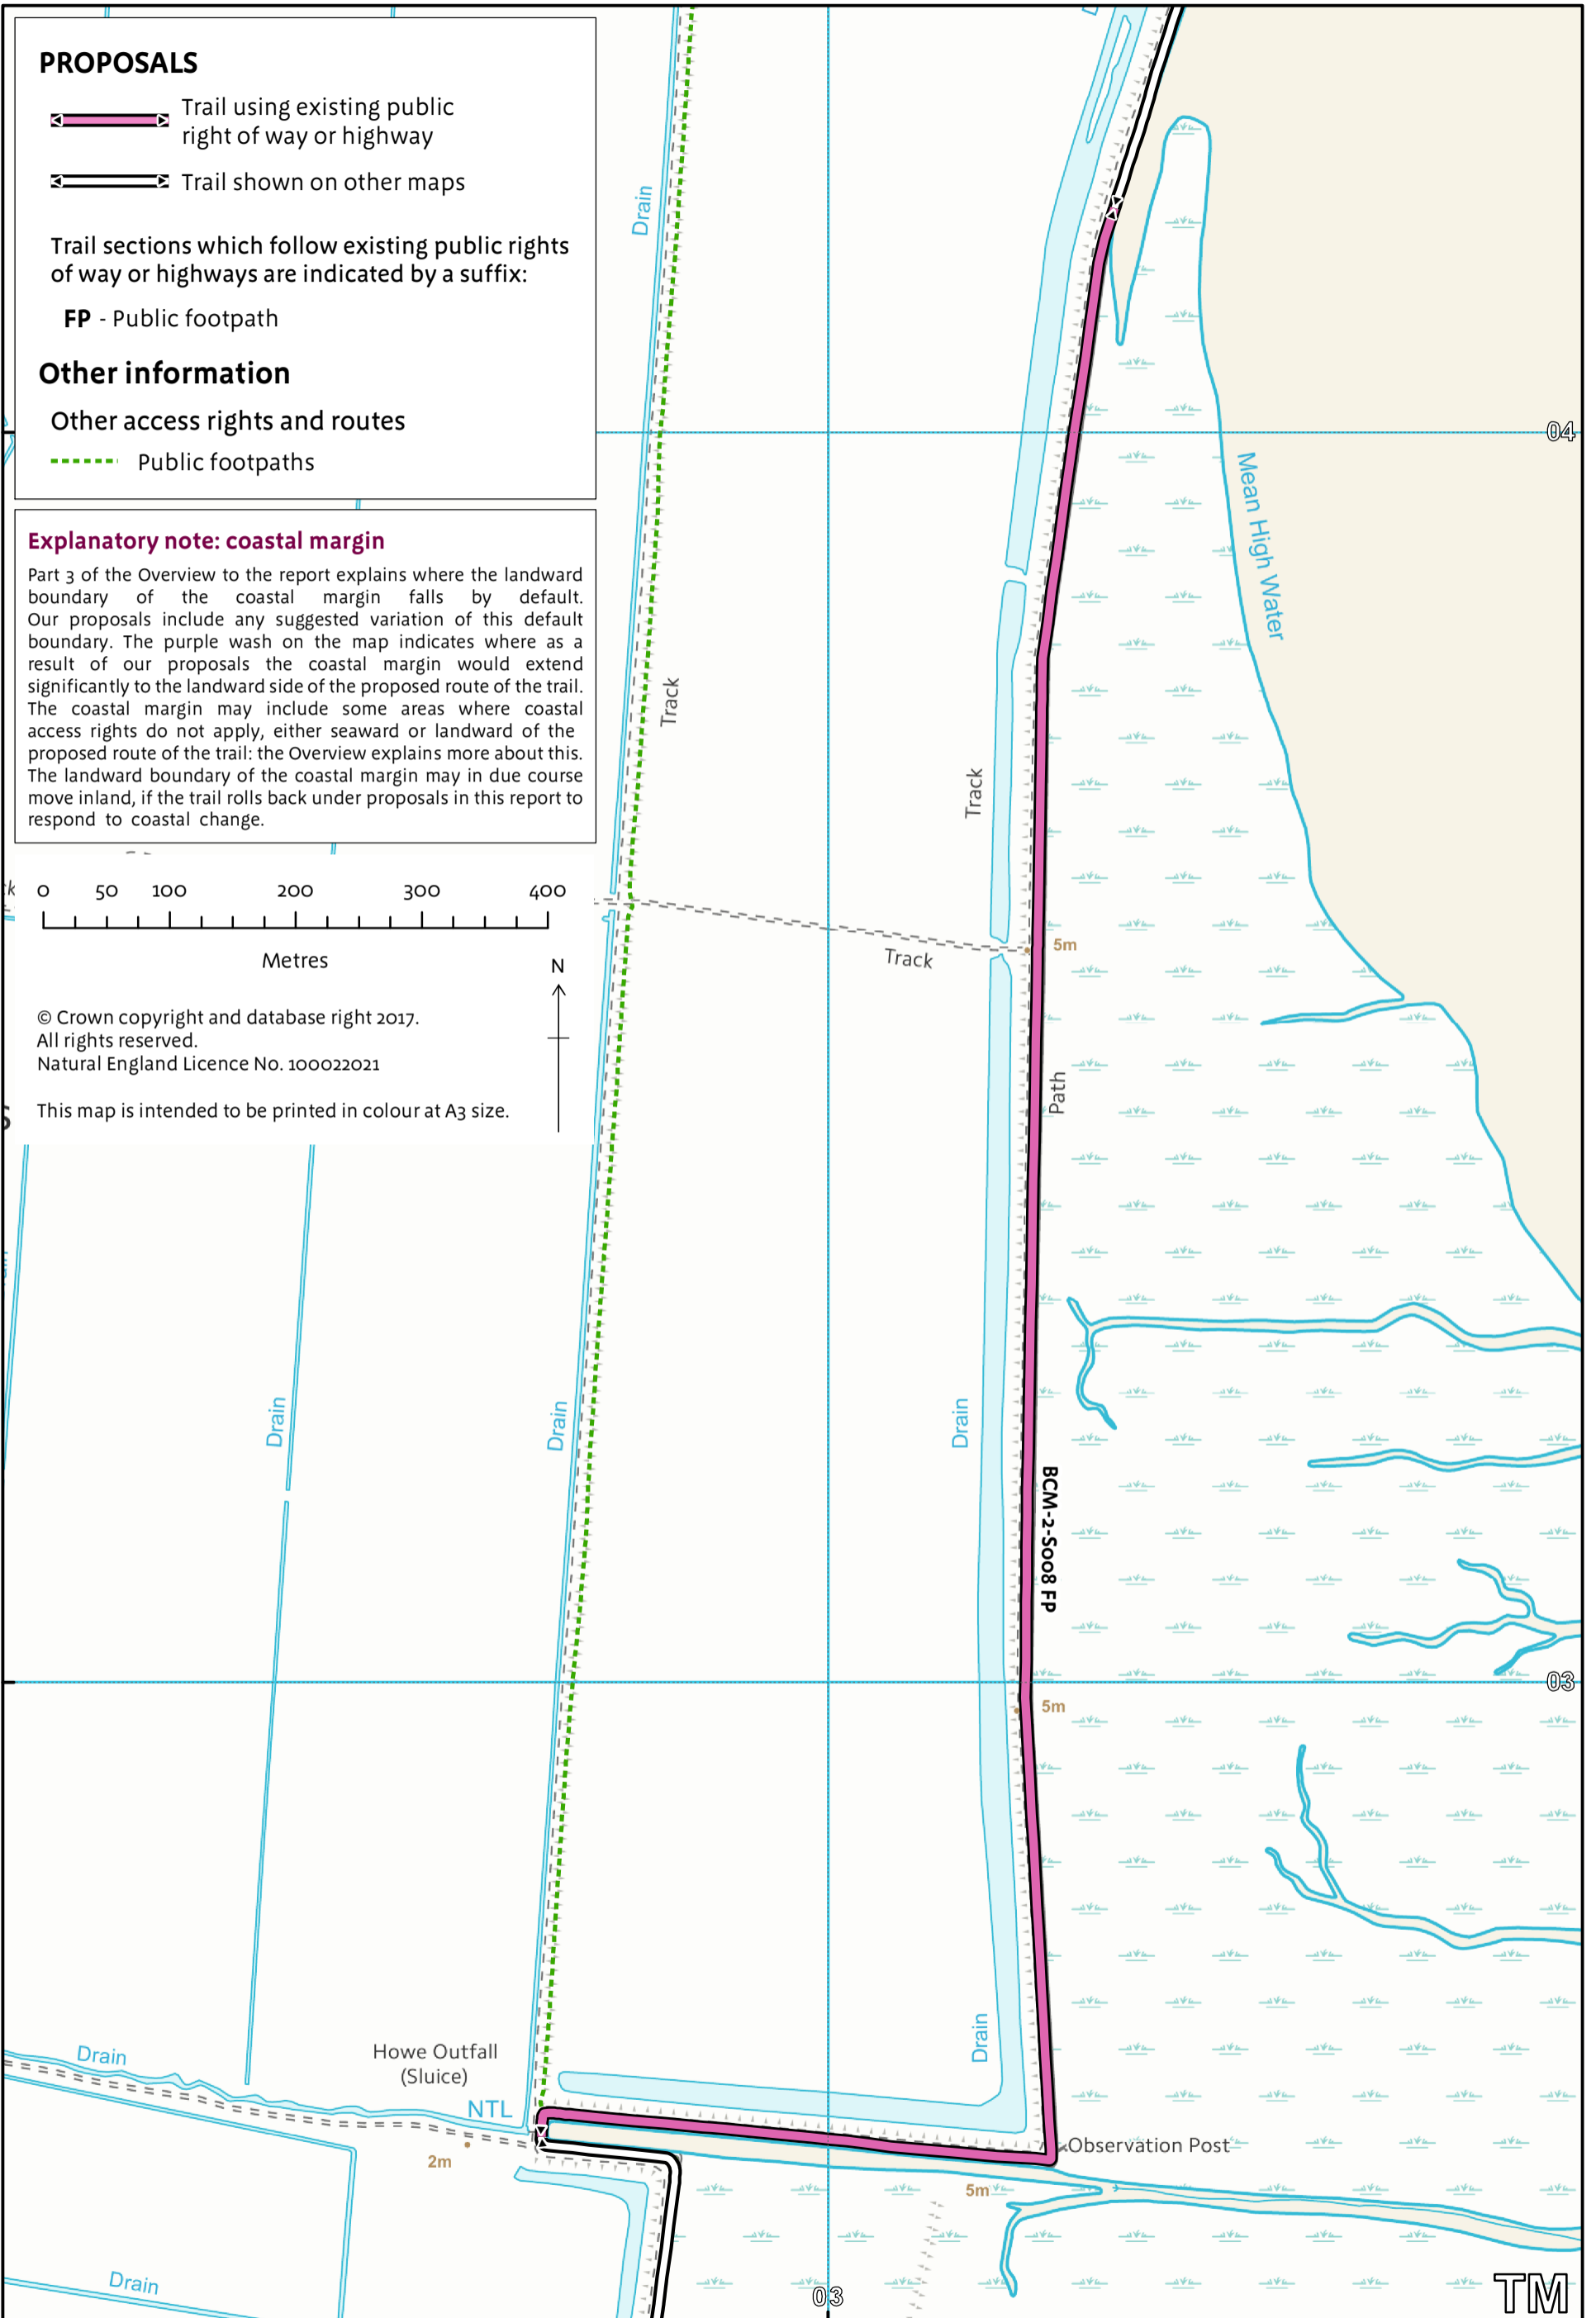 PROPOSALS
Trail using existing public
right of way or highway
Trail shown on other maps
Trail sections which follow existing public rights
of way or highways are indicated by a suffix:
FP - Public footpath
Other information
Other access rights and routes
Public footpaths
Explanatory note: coastal margin
Part 3 of the Overview to the report explains where the landward
boundary of the coastal margin falls by default.
Our proposals include any suggested variation of this default
boundary. The purple wash on the map indicates where as a
result of our proposals the coastal margin would extend
significantly to the landward side of the proposed route of the trail.
The coastal margin may include some areas where coastal
access rights do not apply, either seaward or landward of the
proposed route of the trail: the Overview explains more about this.
The landward boundary of the coastal margin may in due course
move inland, if the trail rolls back under proposals in this report to
respond to coastal change.
0 50 100 200 300 400
Metres
N
© Crown copyright and database right 2017.
All rights reserved.
Natural England Licence No. 100022021
This map is intended to be printed in colour at A3 size.
Drain
04
Mean High Water
Track
Track
Track
5m
Path
Drain
Drain
Drain
BCM-2-S008 FP
03
5m
Drain
Howe Outfall
(Sluice)
NTL
Drain
2m
Observation Post
5m
Drain
03
TM